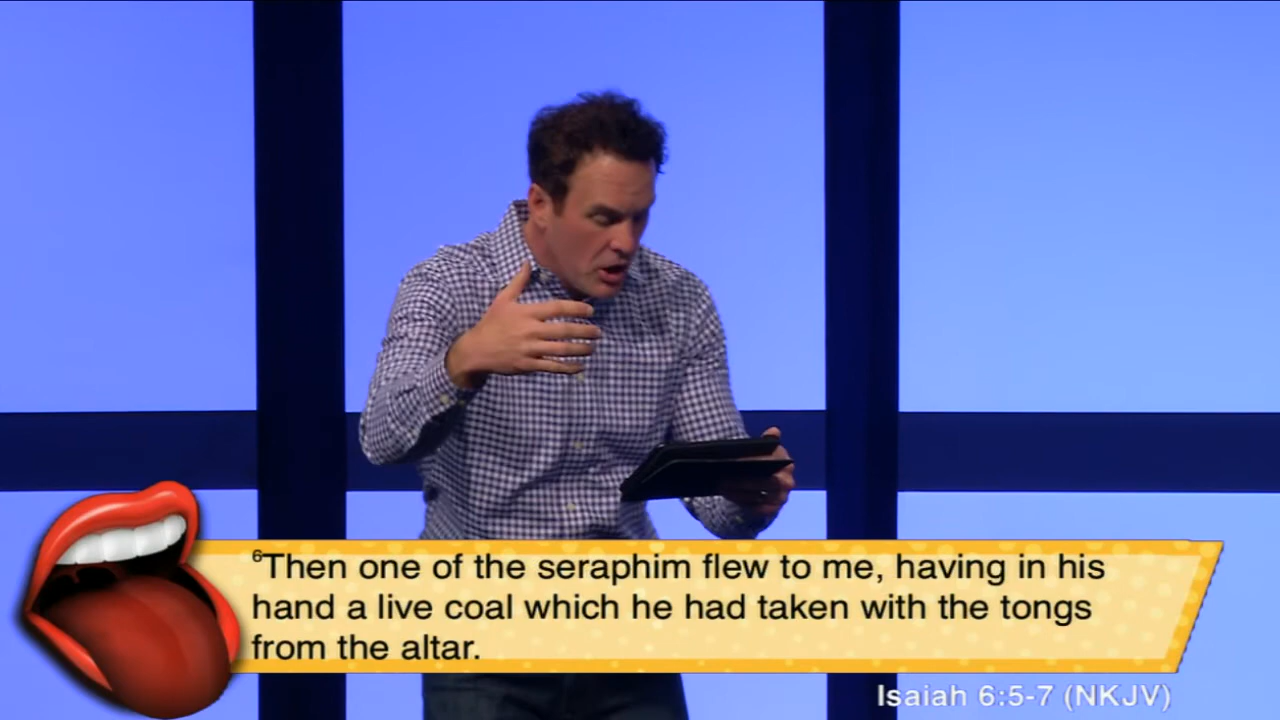 ⁶Then one of the seraphim flew to me, having in his
hand a live coal which he had taken with the tongs
from the altar.
Isaiah 6:5-7 (NKJV)